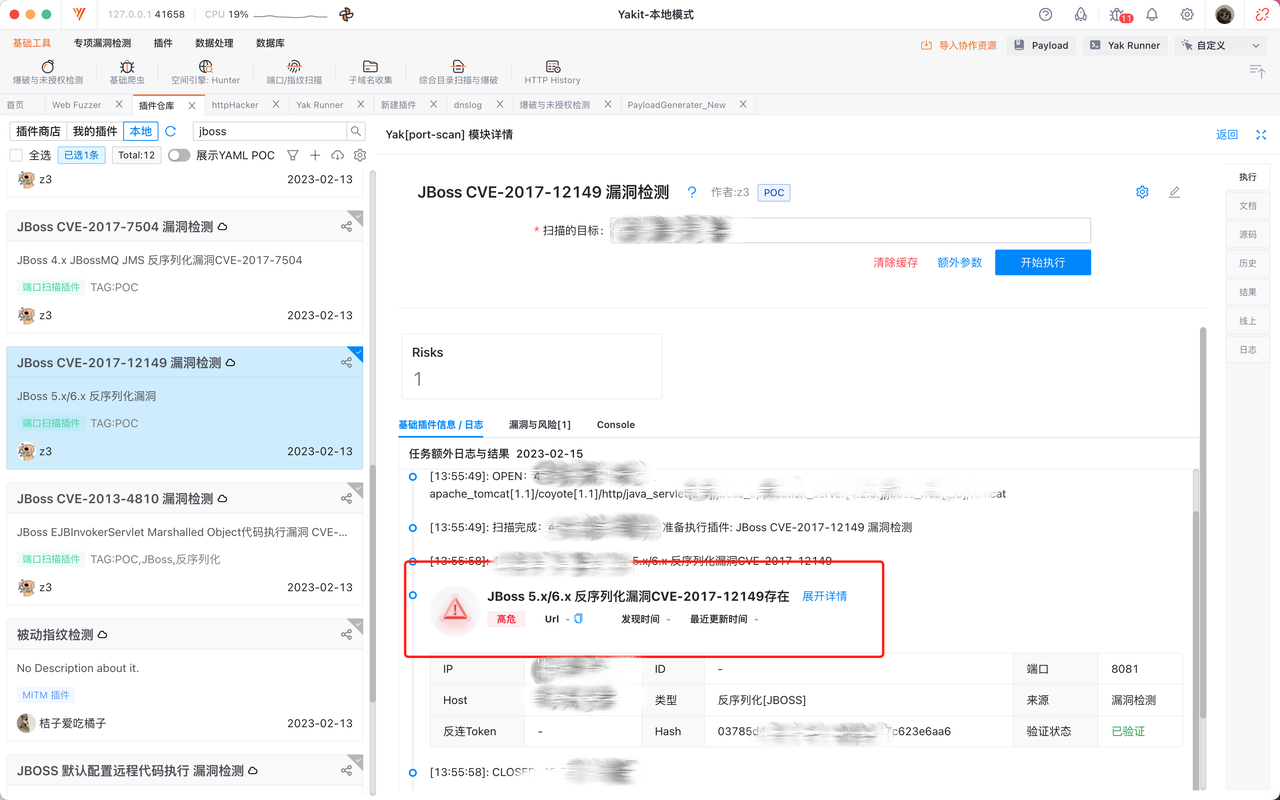 127.0.0.1 41658 CPU 19% Yakit-本地模式 11
基础工具 专项漏洞检测 插件 数据处理 数据库 导入协作资源 Payload Yak Runner 自定义
爆破与未授权检测 基础爬虫 空间引擎: Hunter 端口/指纹扫描 子域名收集 综合目录扫描与爆破 HTTP History
首页 Web Fuzzer 插件仓库 httpHacker Yak Runner 新建插件 dnslog 爆破与未授权检测 PayloadGenerater_New
插件商店 我的插件 本地 jboss
全选 已选1条 Total:12 展示YAML POC
z3 2023-02-13
JBoss CVE-2017-7504 漏洞检测
JBoss 4.x JBossMQ JMS 反序列化漏洞CVE-2017-7504
端口扫描插件 TAG:POC
z3 2023-02-13
JBoss CVE-2017-12149 漏洞检测
JBoss 5.x/6.x 反序列化漏洞
端口扫描插件 TAG:POC
z3 2023-02-13
JBoss CVE-2013-4810 漏洞检测
JBoss EJBInvokerServlet Marshalled Object代码执行漏洞 CVE-...
端口扫描插件 TAG:POC,JBoss,反序列化
z3 2023-02-13
被动指纹检测
No Description about it.
MITM 插件
桔子爱吃橘子 2023-02-13
JBOSS 默认配置远程代码执行 漏洞检测
Yak[port-scan] 模块详情 返回
JBoss CVE-2017-12149 漏洞检测 ? 作者:z3 POC
* 扫描的目标:
清除缓存 额外参数 开始执行
Risks
1
基础插件信息 / 日志 漏洞与风险[1] Console
任务额外日志与结果 2023-02-15
[13:55:49]: OPEN:
apache_tomcat[1.1]/coyote[1.1]/http/java_servlet
[13:55:49]: 扫描完成: 准备执行插件: JBoss CVE-2017-12149 漏洞检测
[13:55:58]: 5.x/6.x 反序列化漏洞CVE-2017-12149
JBoss 5.x/6.x 反序列化漏洞CVE-2017-12149存在 展开详情
高危 Url - 发现时间 - 最近更新时间 -
IP ID - 端口 8081
Host 类型 反序列化[JBOSS] 来源 漏洞检测
反连Token - Hash 03785 c623e6aa6 验证状态 已验证
[13:55:58]: CLOSE
执行
文档
源码
历史
结果
线上
日志